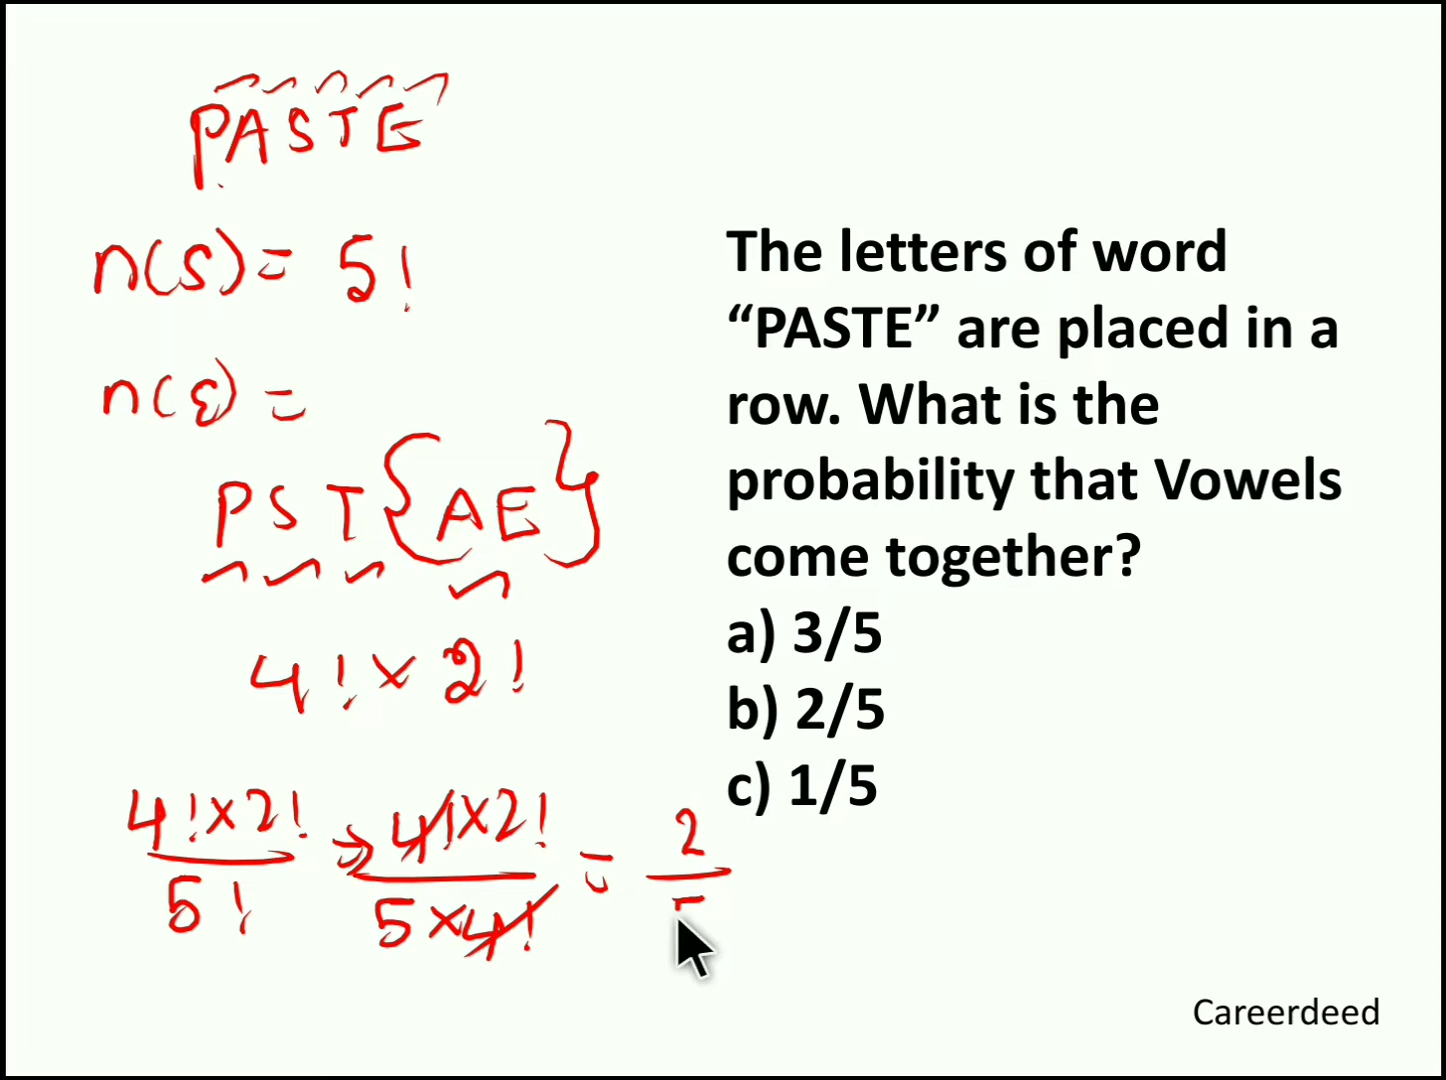 PASTE
n(S) = 5!
n(ε) =
PST{AE}
4! × 2!
4! × 2! / 5! ⇒ 4! × 2! / 5 × 4! = 2 / 5
The letters of word
“PASTE” are placed in a
row. What is the
probability that Vowels
come together?
a) 3/5
b) 2/5
c) 1/5
Careerdeed